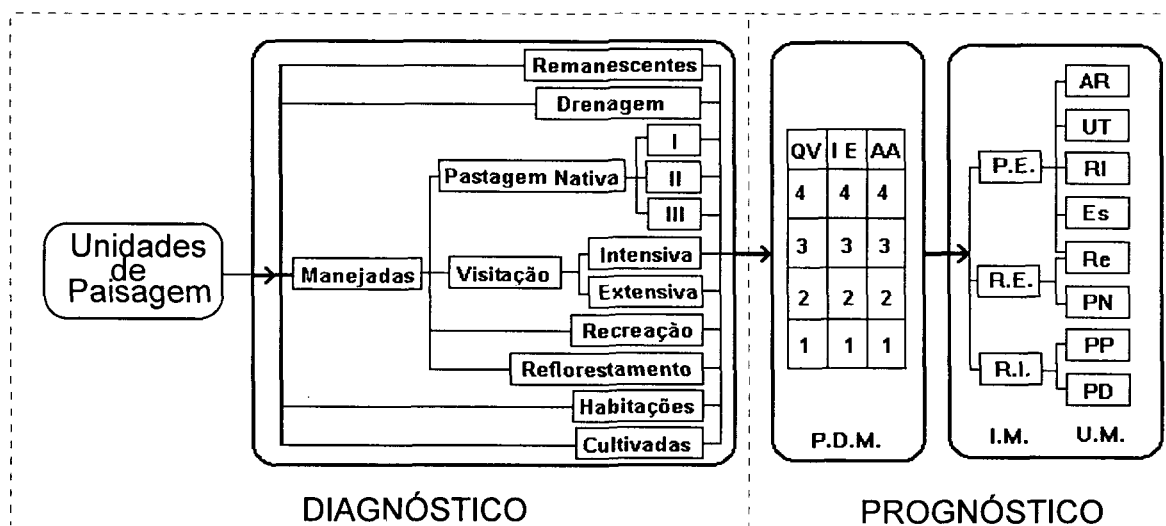 Unidades
de
Paisagem
Remanescentes
Drenagem
Manejadas
Pastagem Nativa
I
II
III
Visitação
Intensiva
Extensiva
Recreação
Reflorestamento
Habitações
Cultivadas
DIAGNÓSTICO
QV I E AA
4 4 4
3 3 3
2 2 2
1 1 1
P.D.M.
P.E.
R.E.
R.I.
I.M.
AR
UT
RI
Es
Re
PN
PP
PD
U.M.
PROGNÓSTICO